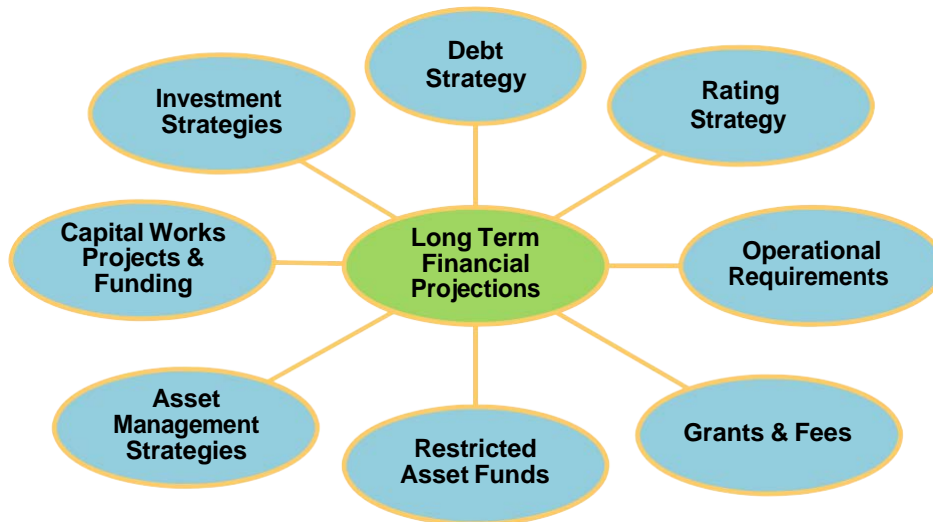 Debt
Strategy
Investment
Strategies
Rating
Strategy
Capital Works
Projects &
Funding
Long Term
Financial
Projections
Operational
Requirements
Asset
Management
Strategies
Restricted
Asset Funds
Grants & Fees